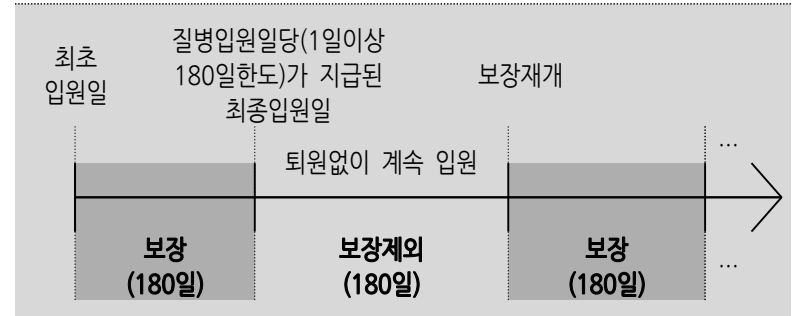 최초
입원일
질병입원일당(1일이상
180일한도)가 지급된
최종입원일
보장재개
퇴원없이 계속 입원
...
보장
(180일)
보장제외
(180일)
보장
(180일)
...